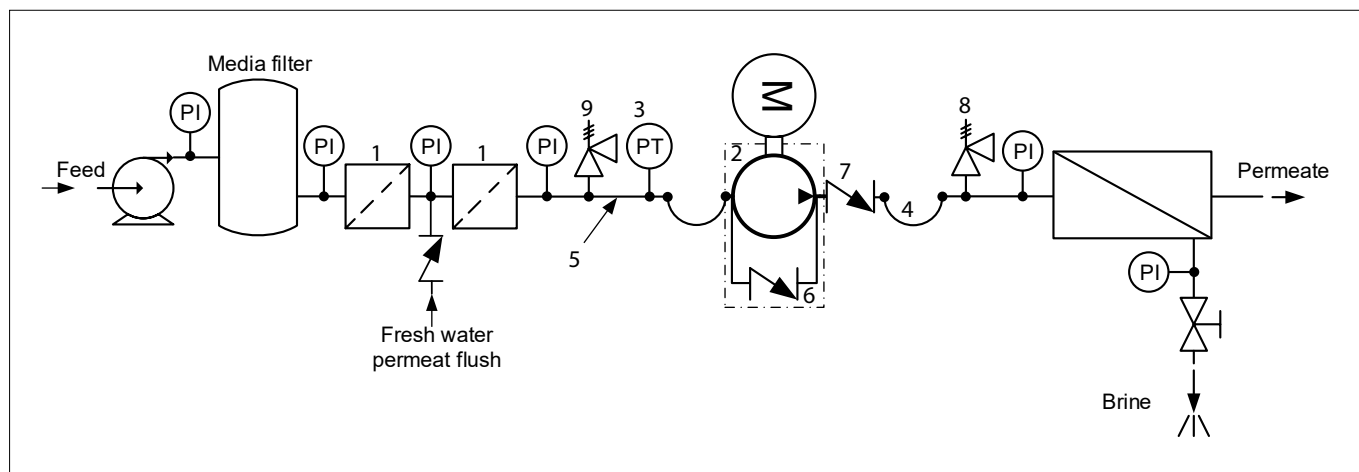 Media filter
PI
Feed
PI
1
PI
1
PI
9
3
PT
5
Fresh water
permeat flush
M
2
6
7
4
8
PI
Permeate
PI
Brine